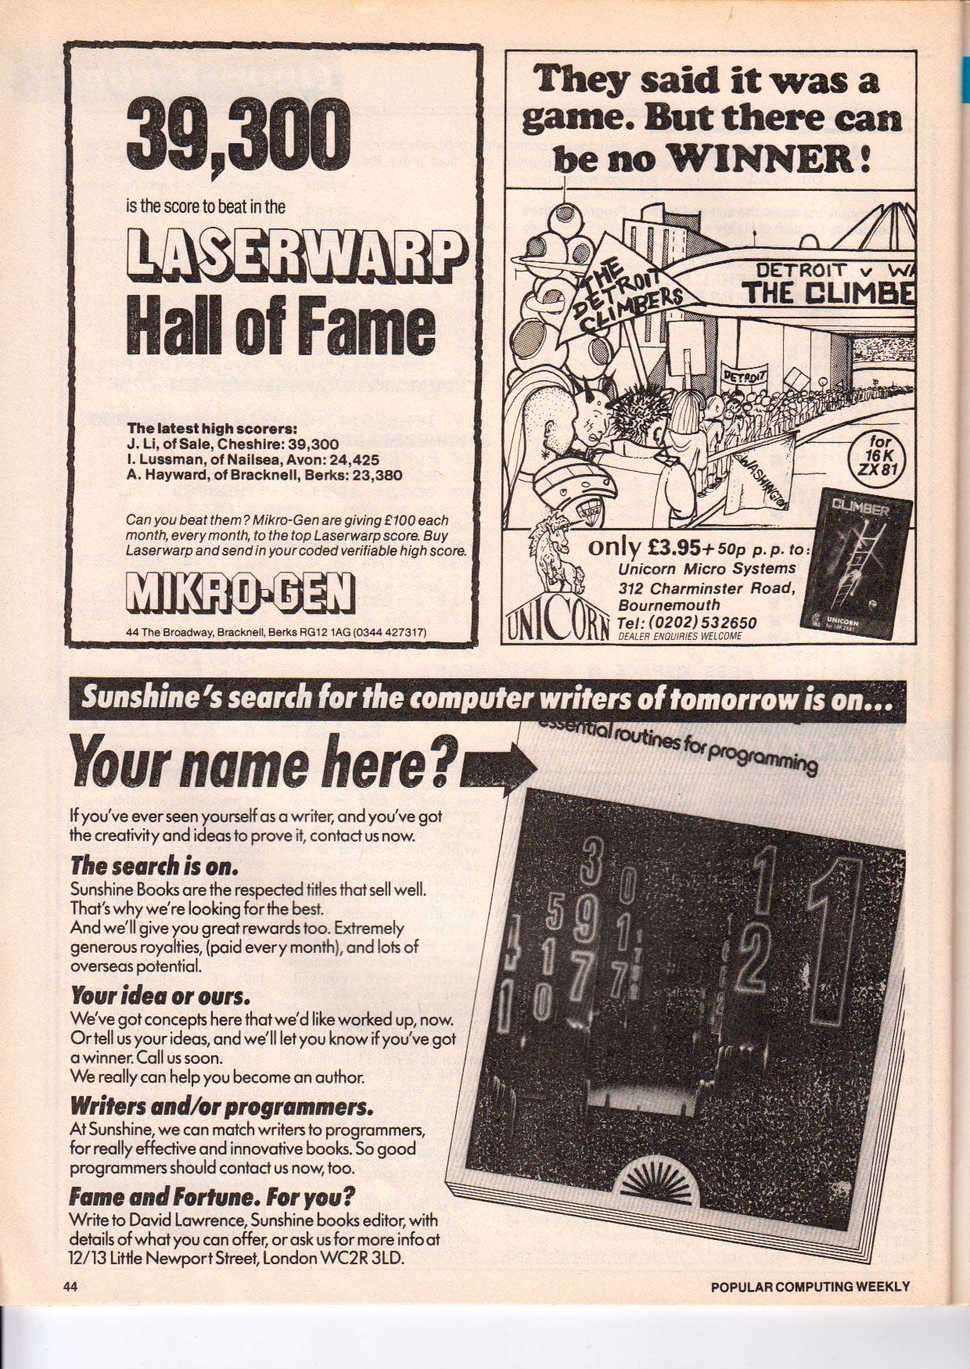 39,300
is the score to beat in the
LASERWARP
Hall of Fame
The latest high scorers:
J. Li, of Sale, Cheshire: 39,300
I. Lussman, of Nailsea, Avon: 24,425
A. Hayward, of Bracknell, Berks: 23,380
Can you beat them? Mikro-Gen are giving £100 each
month, every month, to the top Laserwarp score. Buy
Laserwarp and send in your coded verifiable high score.
MIKRO-GEN
44 The Broadway, Bracknell, Berks RG12 1AG (0344 427317)
They said it was a
game. But there can
be no WINNER!
THE
DETROIT
CLIMBERS
DETROIT v WA
THE CLIMBE
DETROIT
WASHINGTON
for
16K
ZX81
CLIMBER
UNICORN
only £3.95+50p p.p. to:
Unicorn Micro Systems
312 Charminster Road,
Bournemouth
Tel: (0202) 532650
DEALER ENQUIRIES WELCOME
UNICORN
Sunshine's search for the computer writers of tomorrow is on...
Your name here?
essential routines for programming
If you've ever seen yourself as a writer, and you've got
the creativity and ideas to prove it, contact us now.
The search is on.
Sunshine Books are the respected titles that sell well.
That's why we're looking for the best.
And we'll give you great rewards too. Extremely
generous royalties, (paid every month), and lots of
overseas potential.
Your idea or ours.
We've got concepts here that we'd like worked up, now.
Or tell us your ideas, and we'll let you know if you've got
a winner. Call us soon.
We really can help you become an author.
Writers and/or programmers.
At Sunshine, we can match writers to programmers,
for really effective and innovative books. So good
programmers should contact us now, too.
Fame and Fortune. For you?
Write to David Lawrence, Sunshine books editor, with
details of what you can offer, or ask us for more info at
12/13 Little Newport Street, London WC2R 3LD.
44
POPULAR COMPUTING WEEKLY